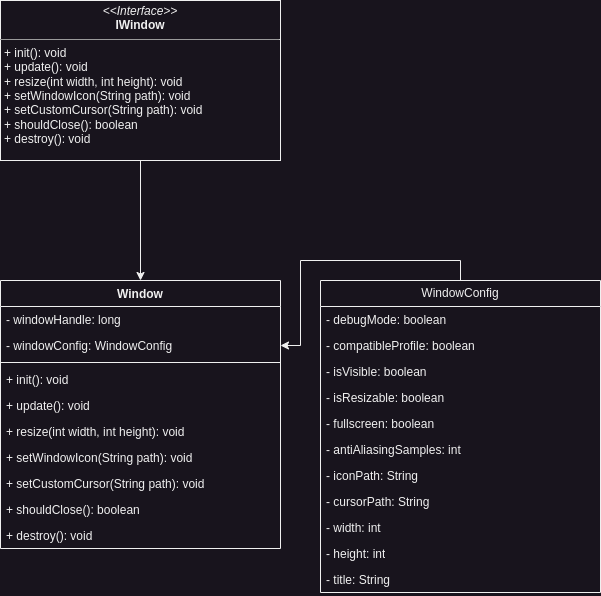 <<Interface>>
IWindow
+ init(): void
+ update(): void
+ resize(int width, int height): void
+ setWindowIcon(String path): void
+ setCustomCursor(String path): void
+ shouldClose(): boolean
+ destroy(): void
Window
- windowHandle: long
- windowConfig: WindowConfig
+ init(): void
+ update(): void
+ resize(int width, int height): void
+ setWindowIcon(String path): void
+ setCustomCursor(String path): void
+ shouldClose(): boolean
+ destroy(): void
WindowConfig
- debugMode: boolean
- compatibleProfile: boolean
- isVisible: boolean
- isResizable: boolean
- fullscreen: boolean
- antiAliasingSamples: int
- iconPath: String
- cursorPath: String
- width: int
- height: int
- title: String